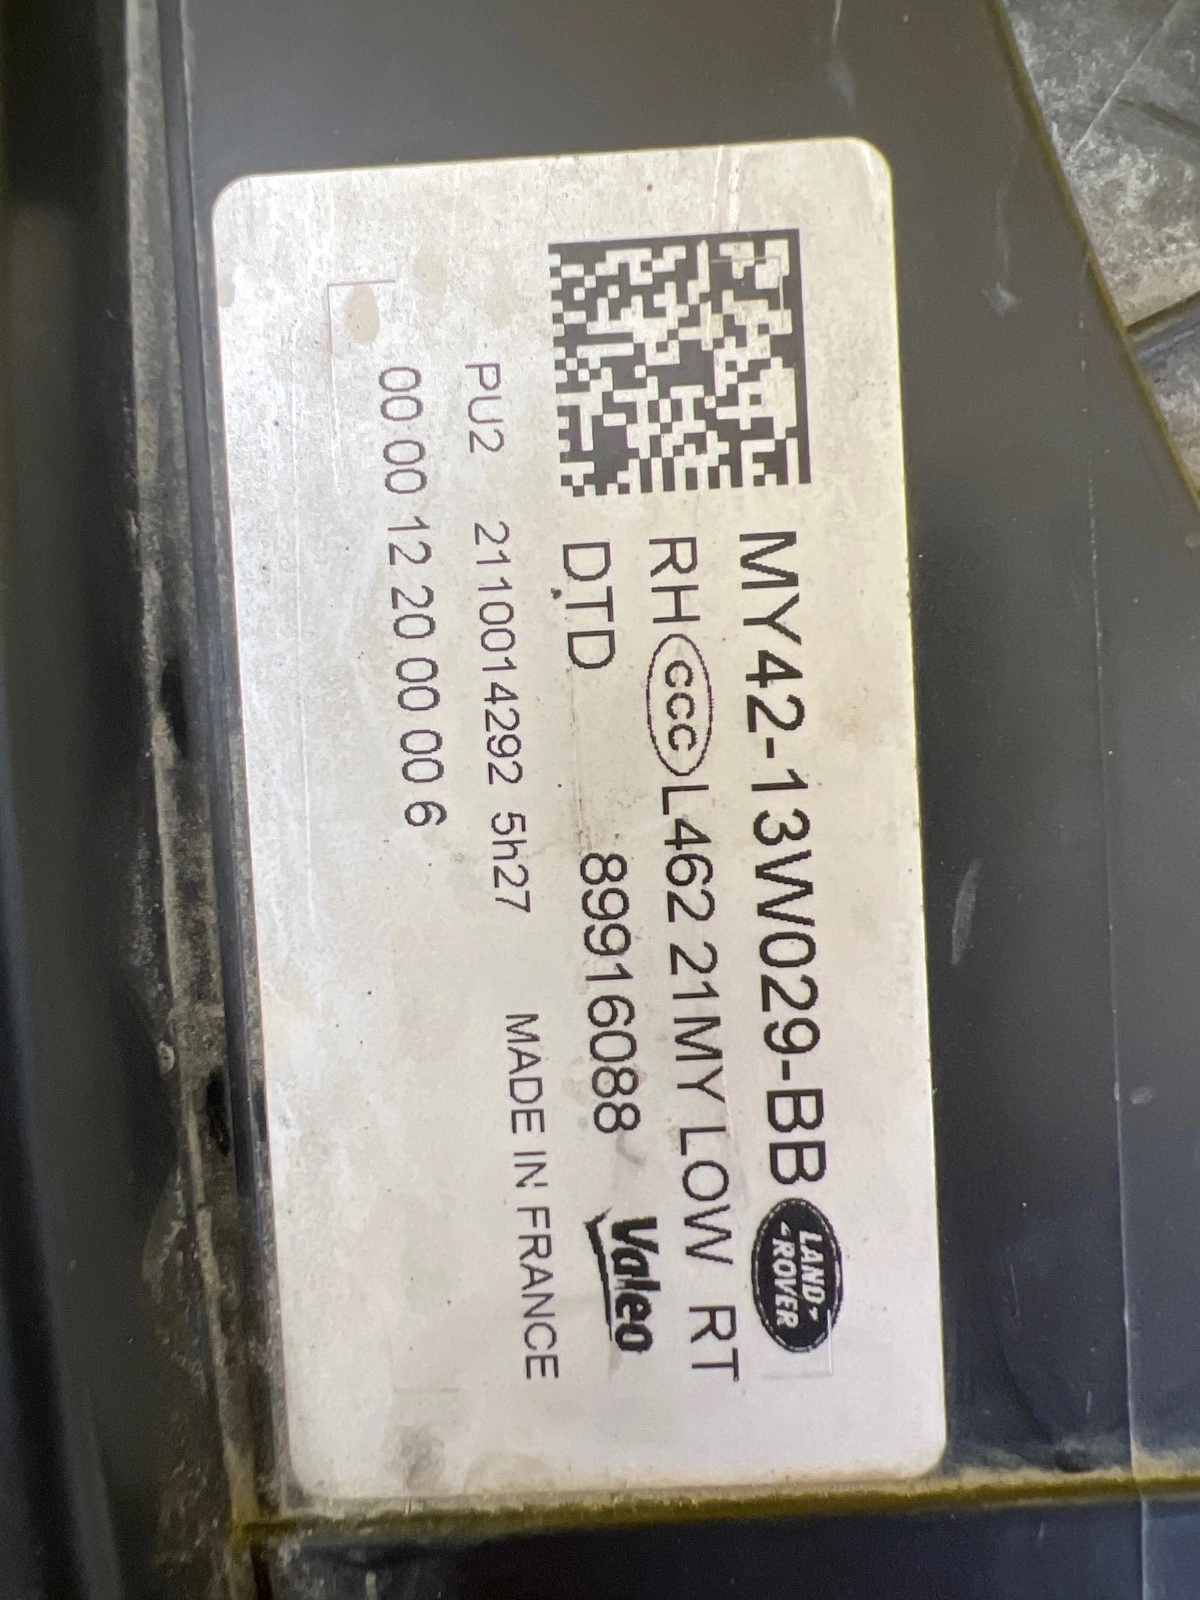 MY42-13W029-BB LAND- -ROVER
RH CCC L462 21MY LOW RT
DTD 89916088 Valeo
PU2 2110014292 5h27 MADE IN FRANCE
00 00 12 20 00 00 6